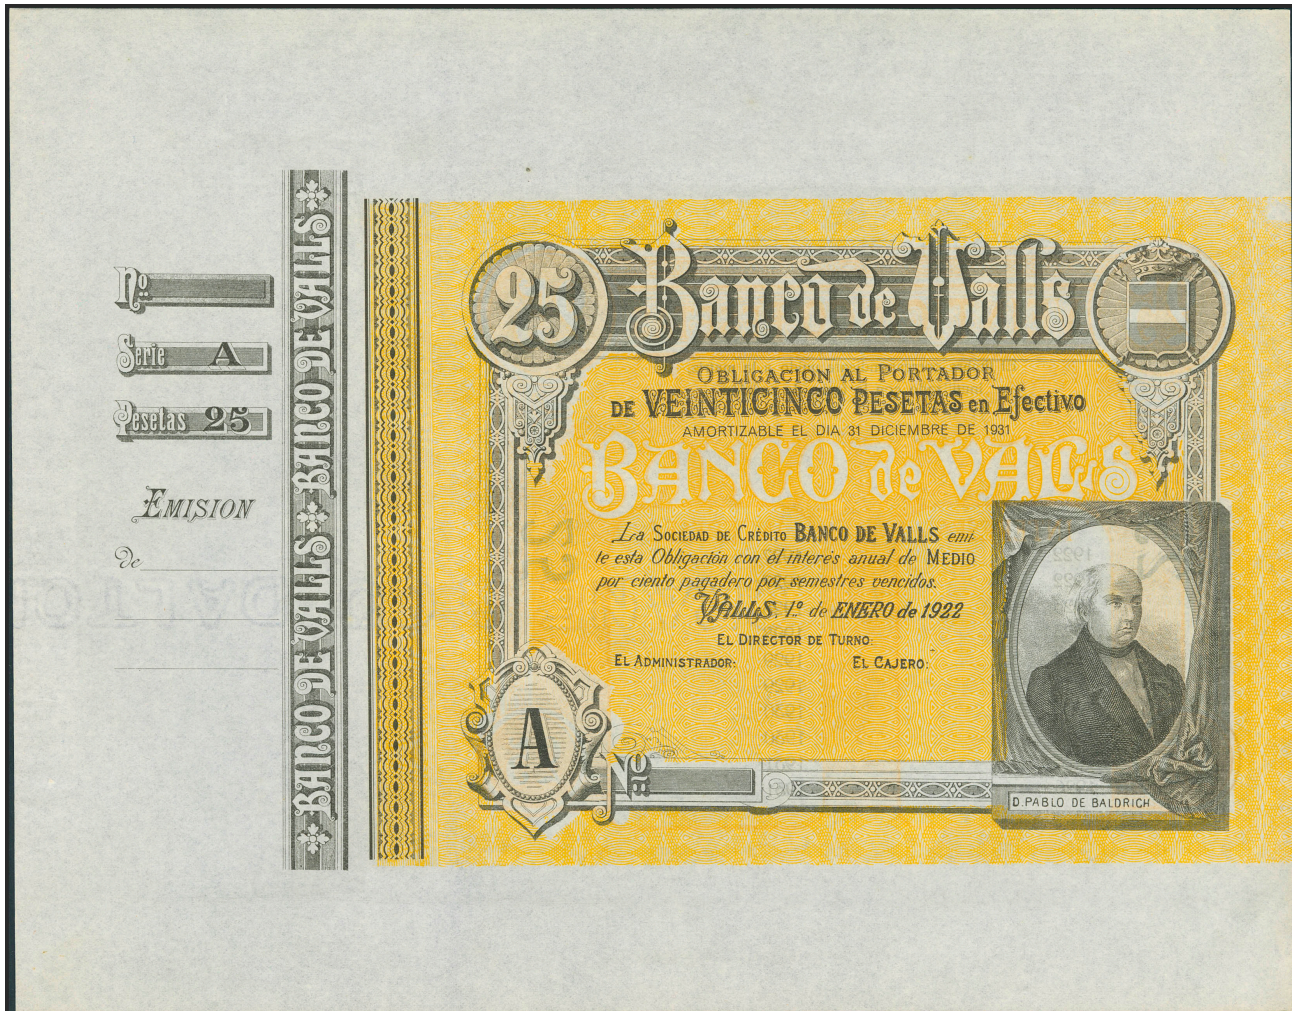 Nº
Serie A
Pesetas 25
EMISION
de
BANCO DE VALLS BANCO DE VALLS
25
Banco de Valls
OBLIGACION AL PORTADOR
DE VEINTICINCO PESETAS en Efectivo
AMORTIZABLE EL DIA 31 DICIEMBRE DE 1931
BANCO de VALLS
La SOCIEDAD DE CRÉDITO BANCO DE VALLS emi-
te esta Obligación con el interés anual de MEDIO
por ciento pagadero por semestres vencidos.
VALLS, 1º de ENERO de 1922
EL DIRECTOR DE TURNO:
EL ADMINISTRADOR: EL CAJERO:
A
Nº
D. PABLO DE BALDRICH